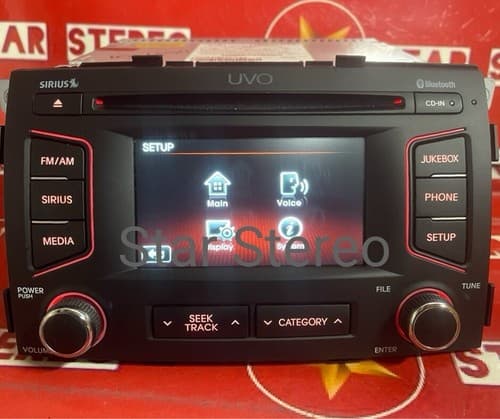 EAR STEREO
STAR
SIRIUS
UVO
Bluetooth
CD-IN
SETUP
FM/AM
JUKEBOX
Main
Voice
SIRIUS
PHONE
MEDIA
Display
System
SETUP
Star Stereo
POWER
PUSH
FILE
TUNE
SEEK
TRACK
CATEGORY
VOLUME
ENTER